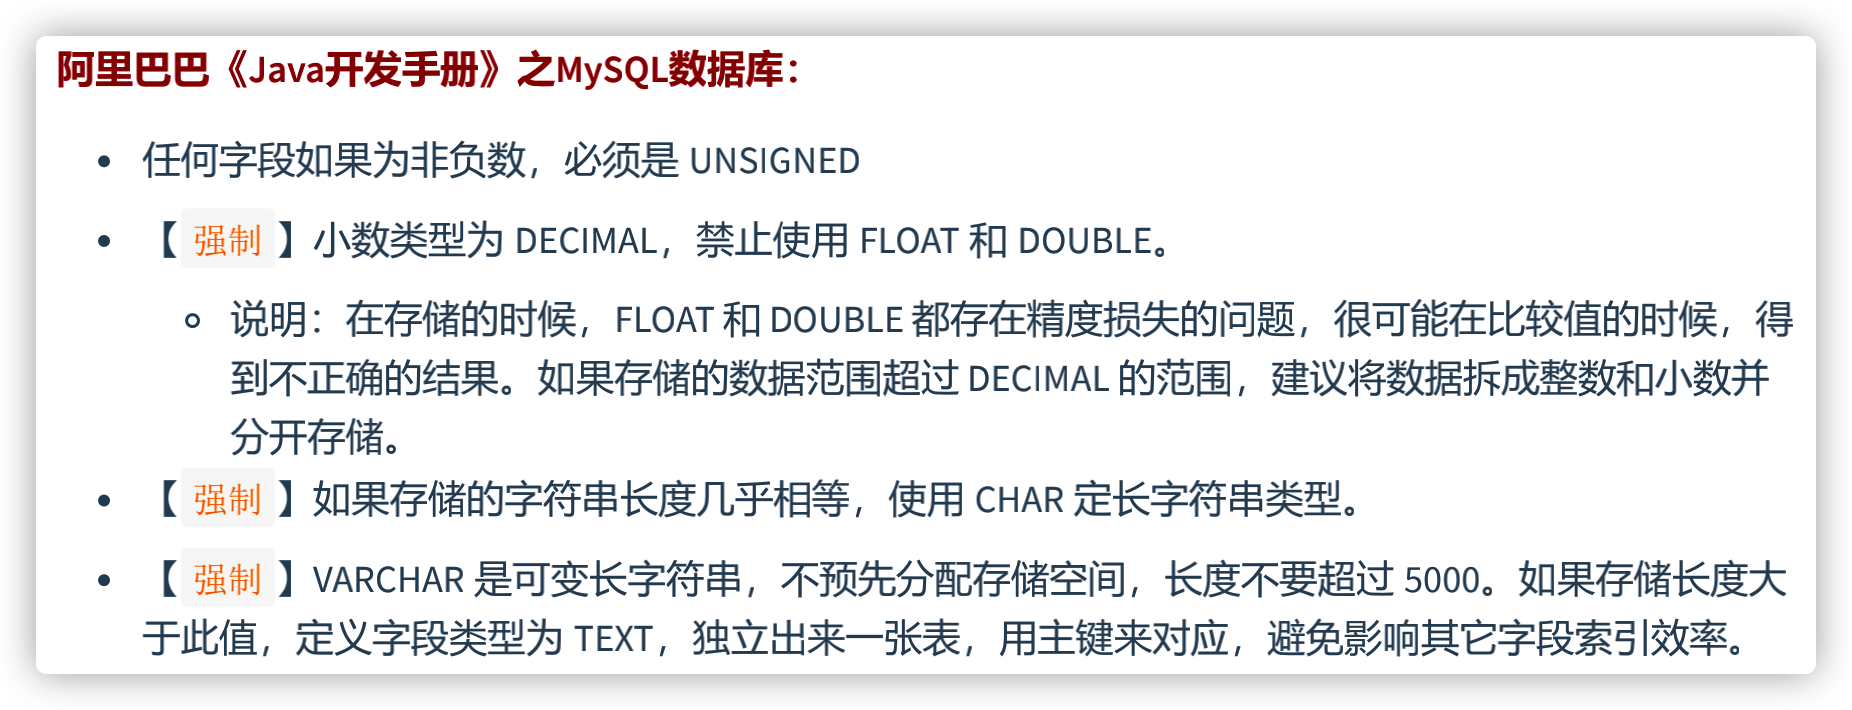 阿里巴巴《Java开发手册》之MySQL数据库：
• 任何字段如果为非负数，必须是 UNSIGNED
• 【强制】小数类型为 DECIMAL，禁止使用 FLOAT 和 DOUBLE。
◦ 说明：在存储的时候，FLOAT 和 DOUBLE 都存在精度损失的问题，很可能在比较值的时候，得
到不正确的结果。如果存储的数据范围超过 DECIMAL 的范围，建议将数据拆成整数和小数并
分开存储。
• 【强制】如果存储的字符串长度几乎相等，使用 CHAR 定长字符串类型。
• 【强制】VARCHAR 是可变长字符串，不预先分配存储空间，长度不要超过 5000。如果存储长度大
于此值，定义字段类型为 TEXT，独立出来一张表，用主键来对应，避免影响其它字段索引效率。